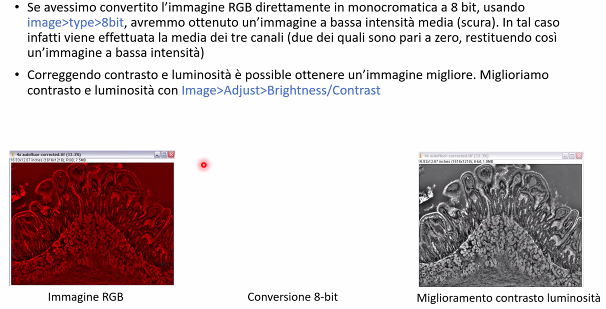 • Se avessimo convertito l'immagine RGB direttamente in monocromatica a 8 bit, usando
image>type>8bit, avremmo ottenuto un'immagine a bassa intensità media (scura). In tal caso
infatti viene effettuata la media dei tre canali (due dei quali sono pari a zero, restituendo così
un'immagine a bassa intensità)
• Correggendo contrasto e luminosità è possible ottenere un'immagine migliore. Miglioriamo
contrasto e luminosità con Image>Adjust>Brightness/Contrast
Immagine RGB
Conversione 8-bit
Miglioramento contrasto luminosità